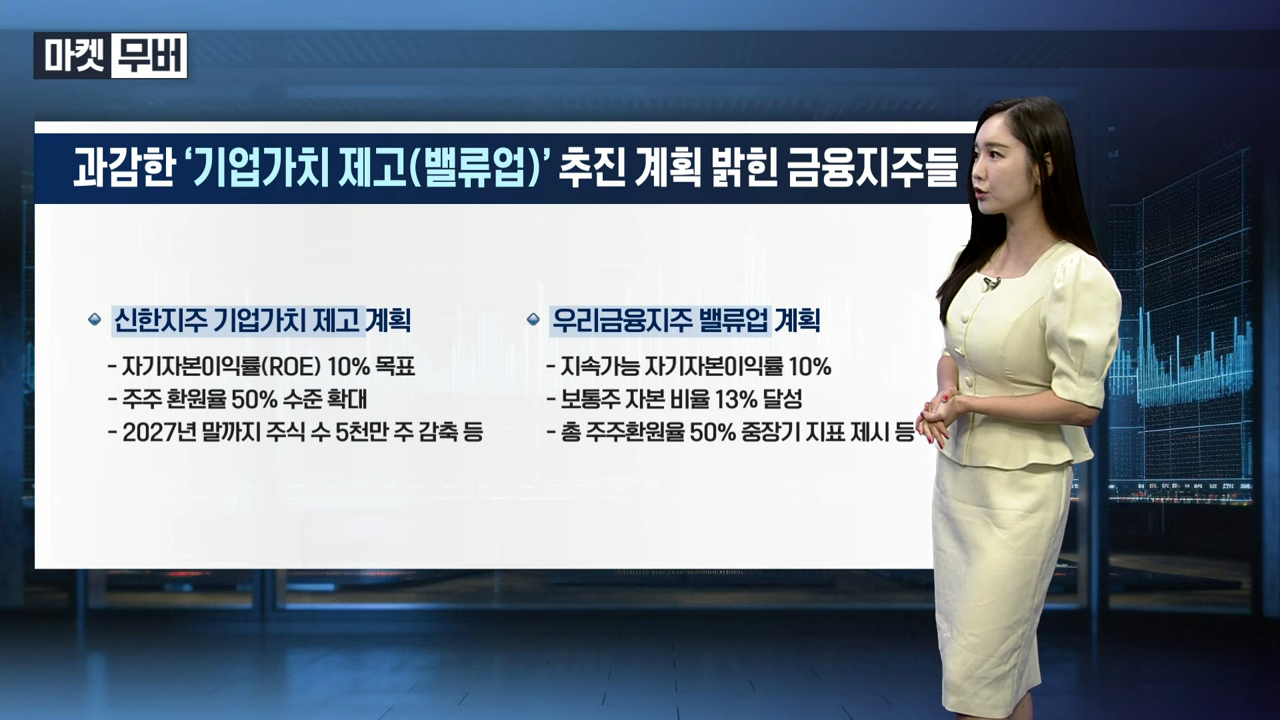 마켓 무버
과감한 ‘기업가치 제고(밸류업)’ 추진 계획 밝힌 금융지주들
신한지주 기업가치 제고 계획
- 자기자본이익률(ROE) 10% 목표
- 주주 환원율 50% 수준 확대
- 2027년 말까지 주식 수 5천만 주 감축 등
우리금융지주 밸류업 계획
- 지속가능 자기자본이익률 10%
- 보통주 자본 비율 13% 달성
- 총 주주환원율 50% 중장기 지표 제시 등